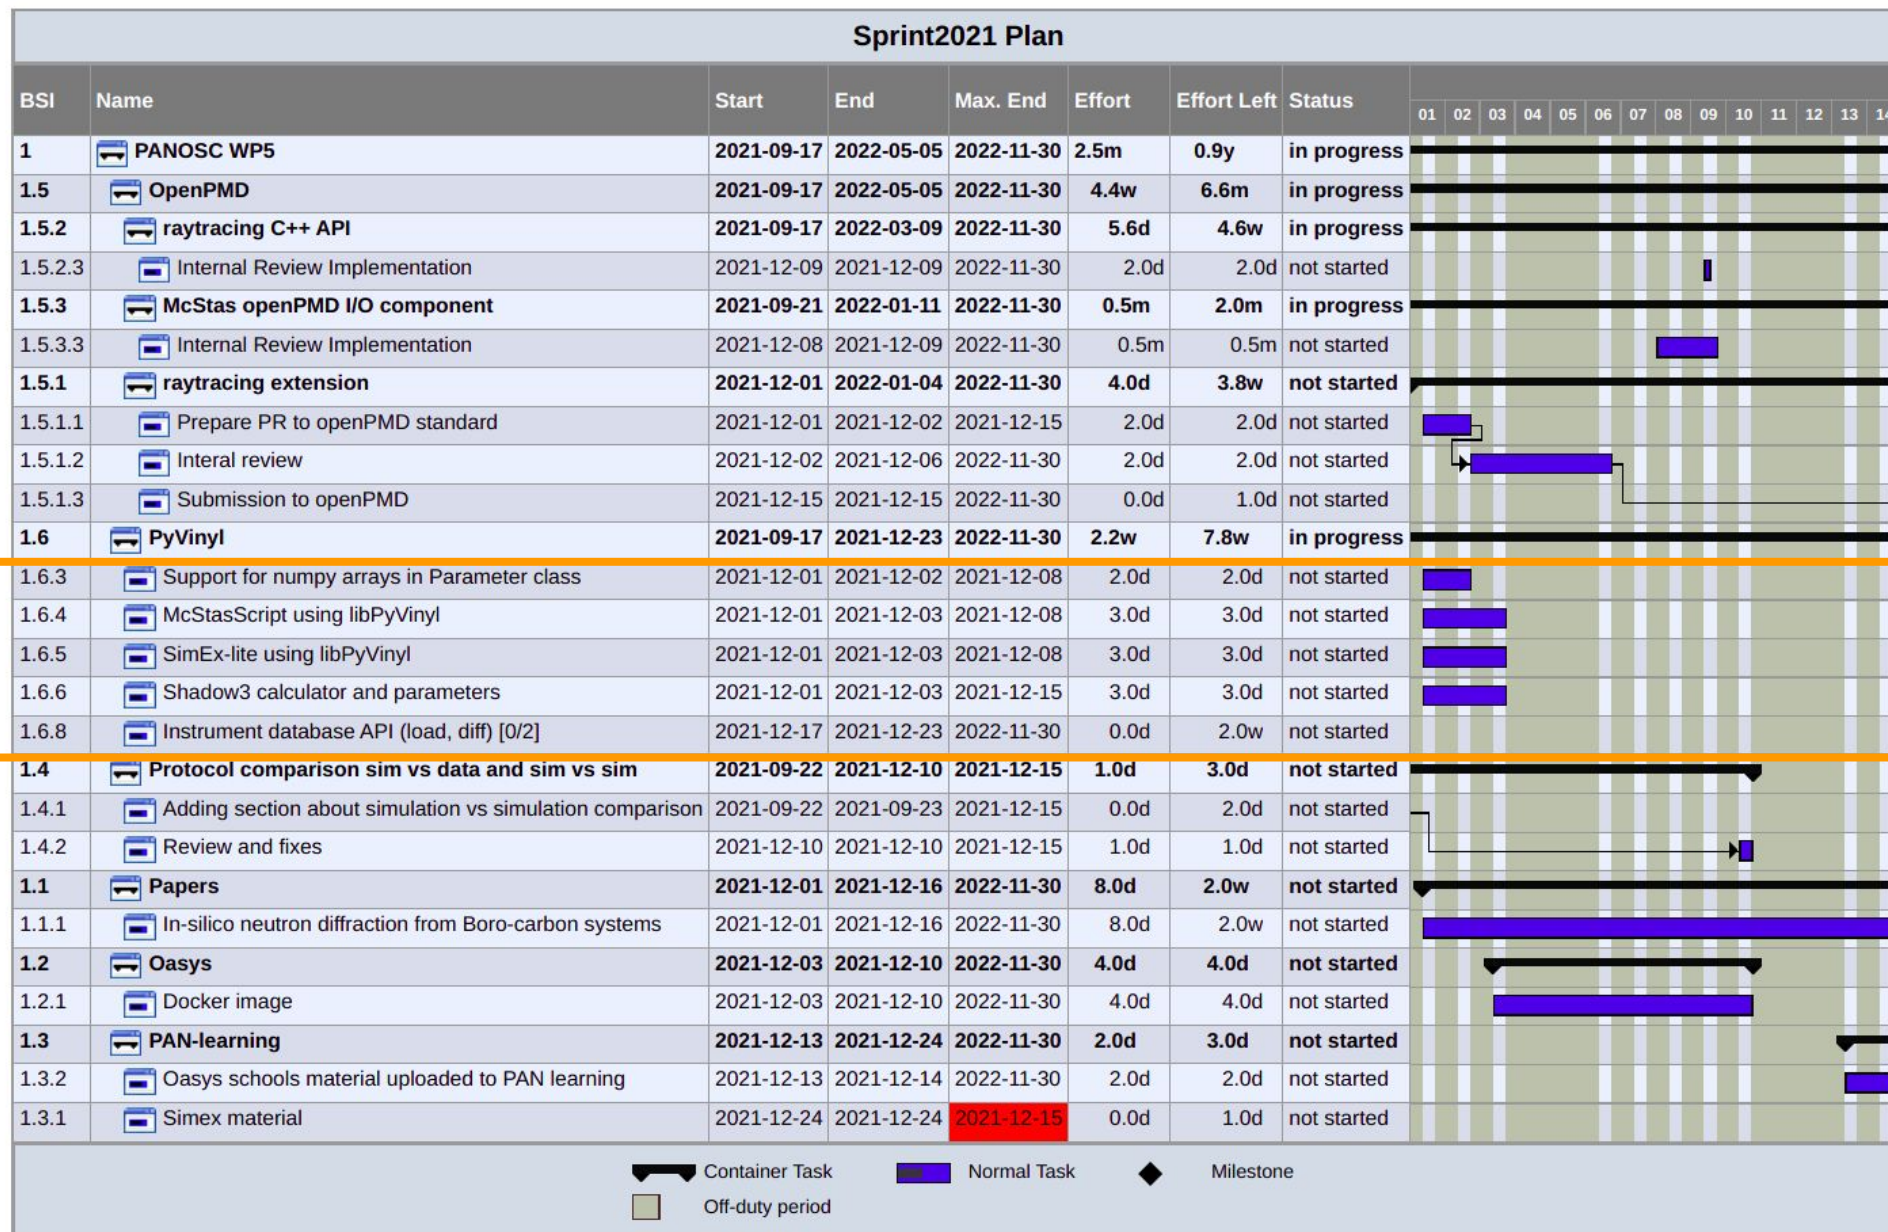 Sprint2021 Plan
BSI Name Start End Max. End Effort Effort Left Status
01 02 03 04 05 06 07 08 09 10 11 12 13 14
1 PANOSC WP5 2021-09-17 2022-05-05 2022-11-30 2.5m 0.9y in progress
1.5 OpenPMD 2021-09-17 2022-05-05 2022-11-30 4.4w 6.6m in progress
1.5.2 raytracing C++ API 2021-09-17 2022-03-09 2022-11-30 5.6d 4.6w in progress
1.5.2.3 Internal Review Implementation 2021-12-09 2021-12-09 2022-11-30 2.0d 2.0d not started
1.5.3 McStas openPMD I/O component 2021-09-21 2022-01-11 2022-11-30 0.5m 2.0m in progress
1.5.3.3 Internal Review Implementation 2021-12-08 2021-12-09 2022-11-30 0.5m 0.5m not started
1.5.1 raytracing extension 2021-12-01 2022-01-04 2022-11-30 4.0d 3.8w not started
1.5.1.1 Prepare PR to openPMD standard 2021-12-01 2021-12-02 2021-12-15 2.0d 2.0d not started
1.5.1.2 Interal review 2021-12-02 2021-12-06 2022-11-30 2.0d 2.0d not started
1.5.1.3 Submission to openPMD 2021-12-15 2021-12-15 2022-11-30 0.0d 1.0d not started
1.6 PyVinyl 2021-09-17 2021-12-23 2022-11-30 2.2w 7.8w in progress
1.6.3 Support for numpy arrays in Parameter class 2021-12-01 2021-12-02 2021-12-08 2.0d 2.0d not started
1.6.4 McStasScript using libPyVinyl 2021-12-01 2021-12-03 2021-12-08 3.0d 3.0d not started
1.6.5 SimEx-lite using libPyVinyl 2021-12-01 2021-12-03 2021-12-08 3.0d 3.0d not started
1.6.6 Shadow3 calculator and parameters 2021-12-01 2021-12-03 2021-12-15 3.0d 3.0d not started
1.6.8 Instrument database API (load, diff) [0/2] 2021-12-17 2021-12-23 2022-11-30 0.0d 2.0w not started
1.4 Protocol comparison sim vs data and sim vs sim 2021-09-22 2021-12-10 2021-12-15 1.0d 3.0d not started
1.4.1 Adding section about simulation vs simulation comparison 2021-09-22 2021-09-23 2021-12-15 0.0d 2.0d not started
1.4.2 Review and fixes 2021-12-10 2021-12-10 2021-12-15 1.0d 1.0d not started
1.1 Papers 2021-12-01 2021-12-16 2022-11-30 8.0d 2.0w not started
1.1.1 In-silico neutron diffraction from Boro-carbon systems 2021-12-01 2021-12-16 2022-11-30 8.0d 2.0w not started
1.2 Oasys 2021-12-03 2021-12-10 2022-11-30 4.0d 4.0d not started
1.2.1 Docker image 2021-12-03 2021-12-10 2022-11-30 4.0d 4.0d not started
1.3 PAN-learning 2021-12-13 2021-12-24 2022-11-30 2.0d 3.0d not started
1.3.2 Oasys schools material uploaded to PAN learning 2021-12-13 2021-12-14 2022-11-30 2.0d 2.0d not started
1.3.1 Simex material 2021-12-24 2021-12-24 2021-12-15 0.0d 1.0d not started
Container Task Normal Task Milestone
Off-duty period